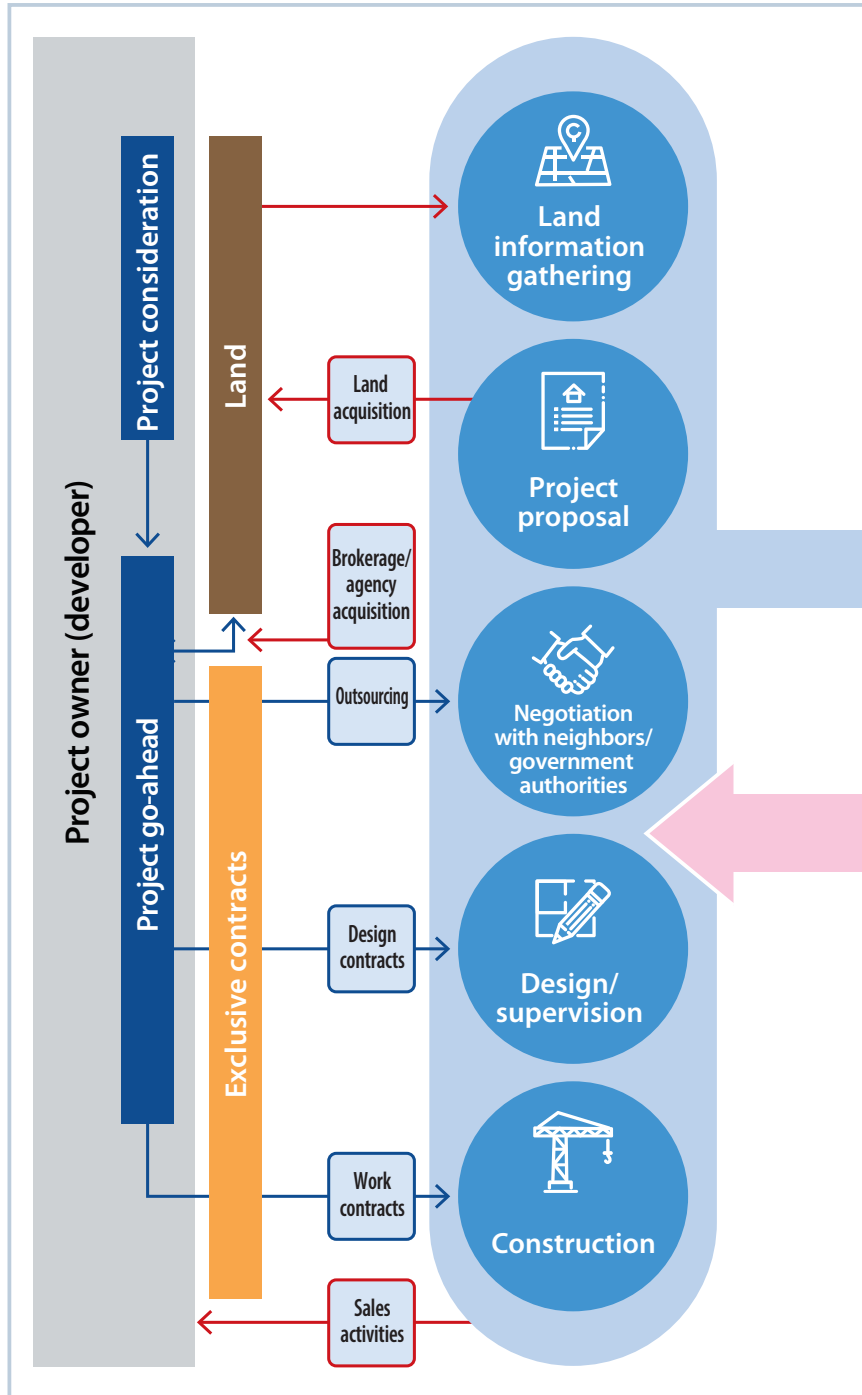 Project owner (developer)
Project consideration
Project go-ahead
Land
Exclusive contracts
Land
acquisition
Brokerage/
agency
acquisition
Outsourcing
Design
contracts
Work
contracts
Sales
activities
Land
information
gathering
Project
proposal
Negotiation
with neighbors/
government
authorities
Design/
supervision
Construction